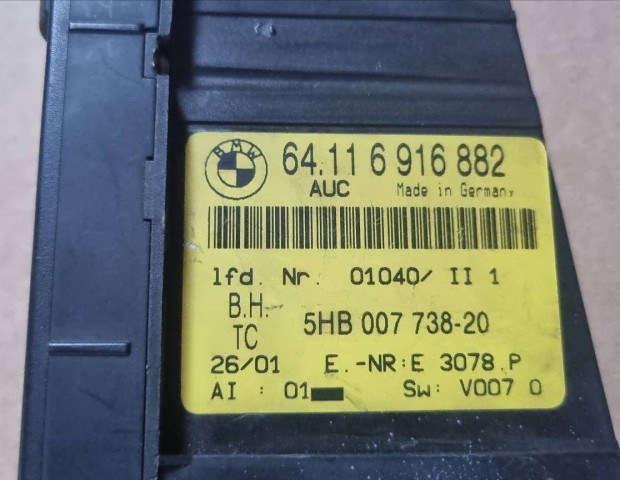 BMW
64.11 6 916 882
AUC Made in Germany
lfd. Nr. 01040/ II 1
B.H.-
TC 5HB 007 738-20
26/01 E.-NR:E 3078.P
AI : 01 Sw: V007 0